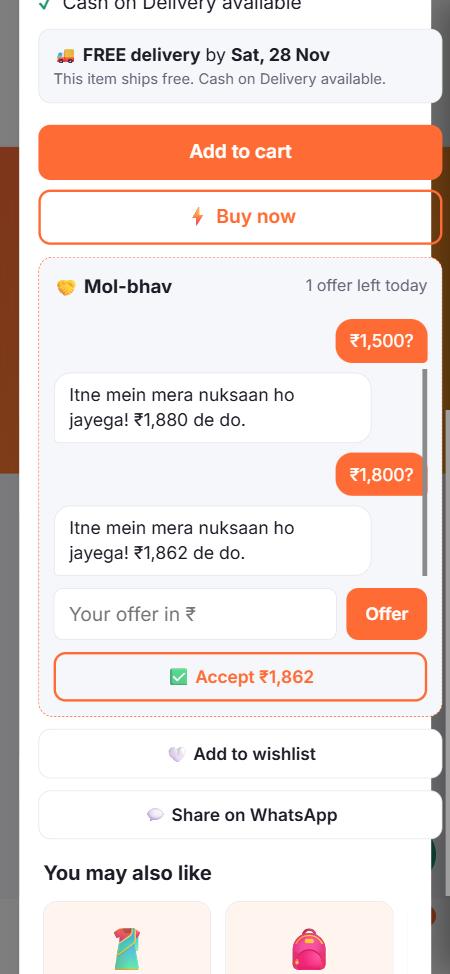 Cash on Delivery available
FREE delivery by Sat, 28 Nov
This item ships free. Cash on Delivery available.
Add to cart
Buy now
Mol-bhav
1 offer left today
₹1,500?
Itne mein mera nuksaan ho
jayega! ₹1,880 de do.
₹1,800?
Itne mein mera nuksaan ho
jayega! ₹1,862 de do.
Your offer in ₹
Offer
Accept ₹1,862
Add to wishlist
Share on WhatsApp
You may also like